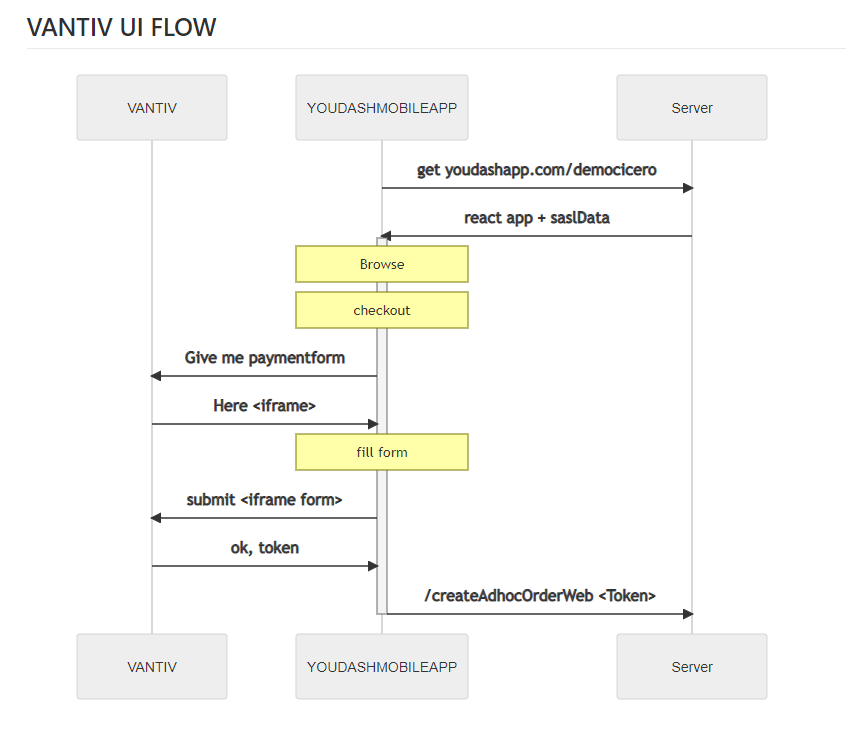 VANTIV UI FLOW
VANTIV YOUDASHMOBILEAPP Server
get youdashapp.com/democicero
react app + saslData
Browse
checkout
Give me paymentform
Here <iframe>
fill form
submit <iframe form>
ok, token
/createAdhocOrderWeb <Token>
VANTIV YOUDASHMOBILEAPP Server